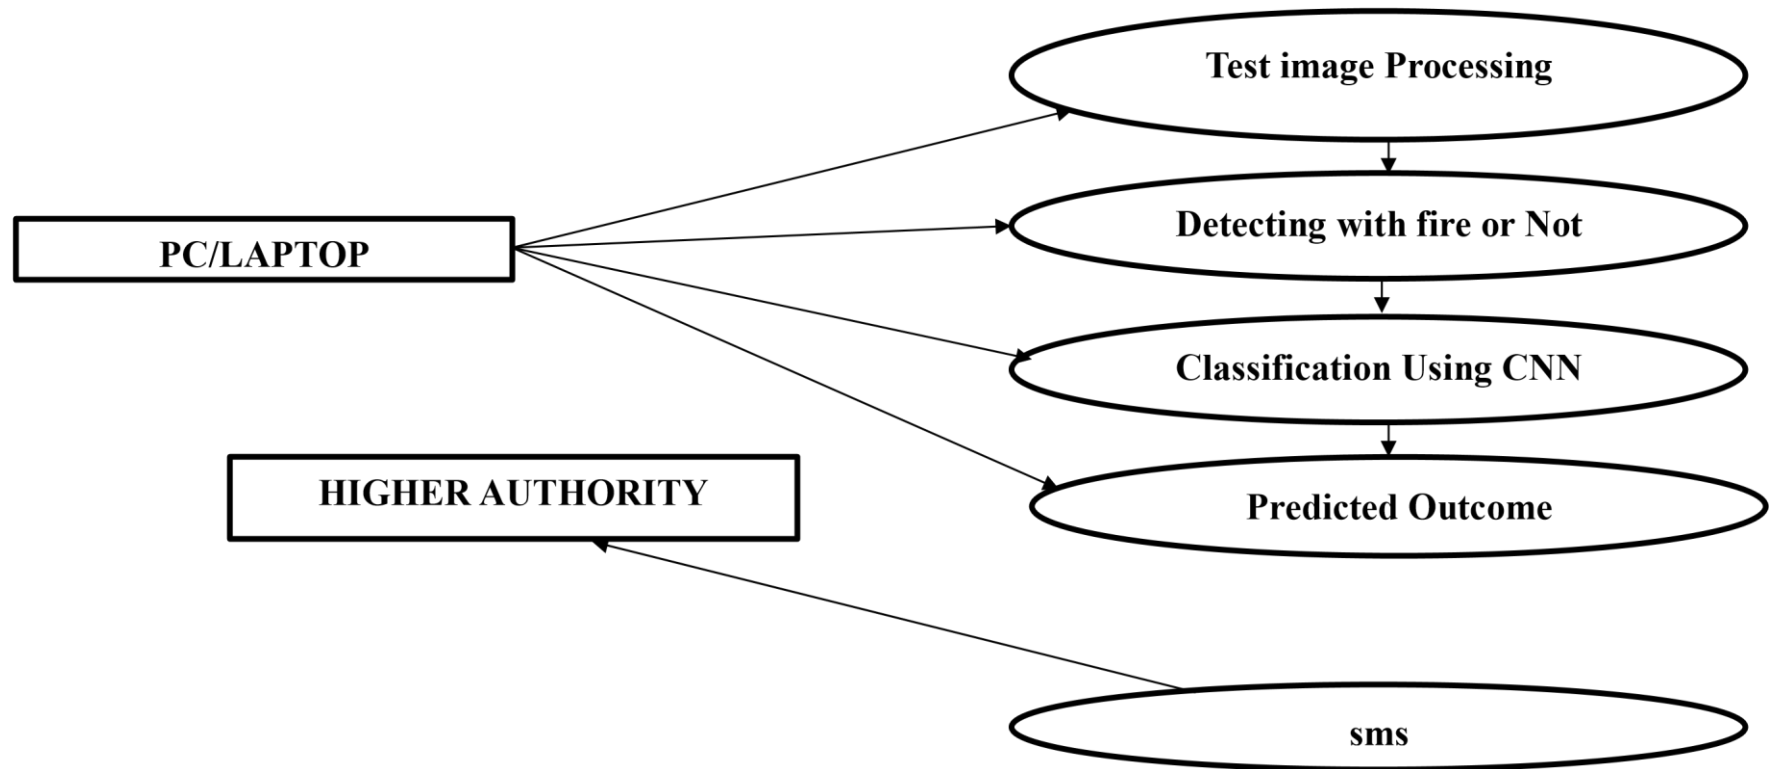 Test image Processing
Detecting with fire or Not
PC/LAPTOP
Classification Using CNN
HIGHER AUTHORITY
Predicted Outcome
sms